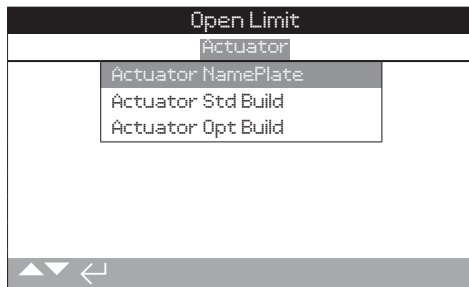 Open Limit
Actuator
Actuator NamePlate
Actuator Std Build
Actuator Opt Build